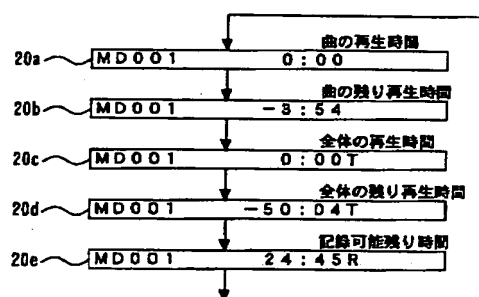 曲の再生時間
20a MD001 0:00
曲の残り再生時間
20b MD001 -3:54
全体の再生時間
20c MD001 0:00T
全体の残り再生時間
20d MD001 -50:04T
記録可能残り時間
20e MD001 24:45R